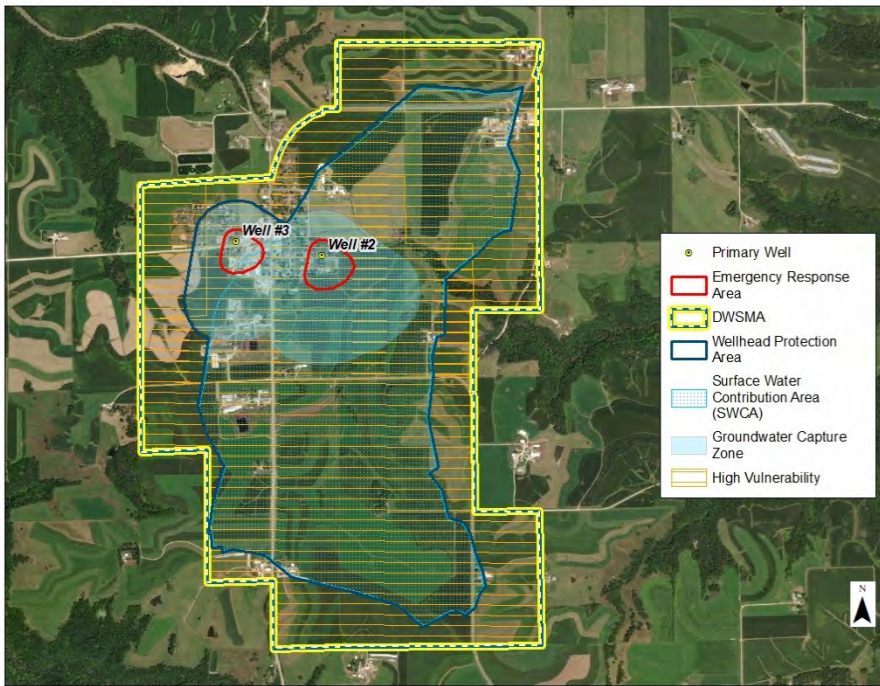 Well #3
Well #2
Primary Well
Emergency Response
Area
DWSMA
Wellhead Protection
Area
Surface Water
Contribution Area
(SWCA)
Groundwater Capture
Zone
High Vulnerability
N